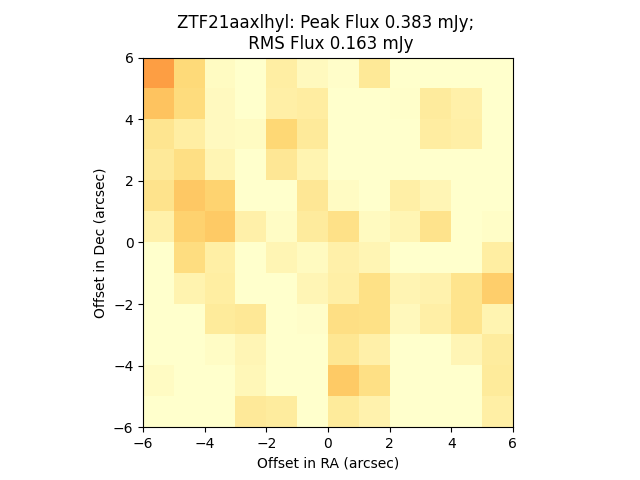 ZTF21aaxlhyl: Peak Flux 0.383 mJy;
RMS Flux 0.163 mJy
6
4
2
0
−2
−4
−6
Offset in Dec (arcsec)
−6 −4 −2 0 2 4 6
Offset in RA (arcsec)